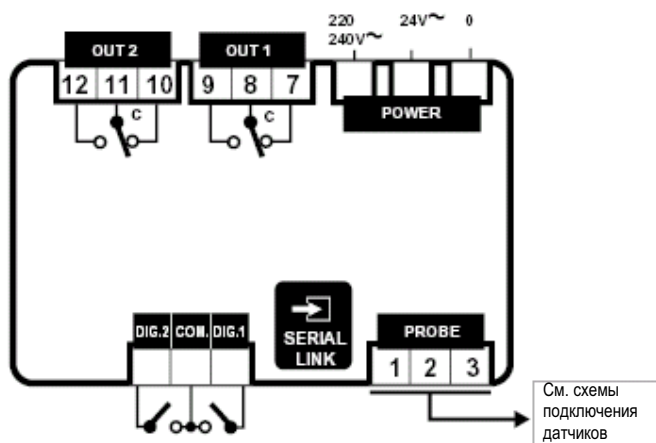 220
240V~
24V~
0
OUT 2
OUT 1
12 11 10
9 8 7
POWER
C
C
DIG.2 COM. DIG.1
SERIAL
LINK
PROBE
1 2 3
См. схемы
подключения
датчиков